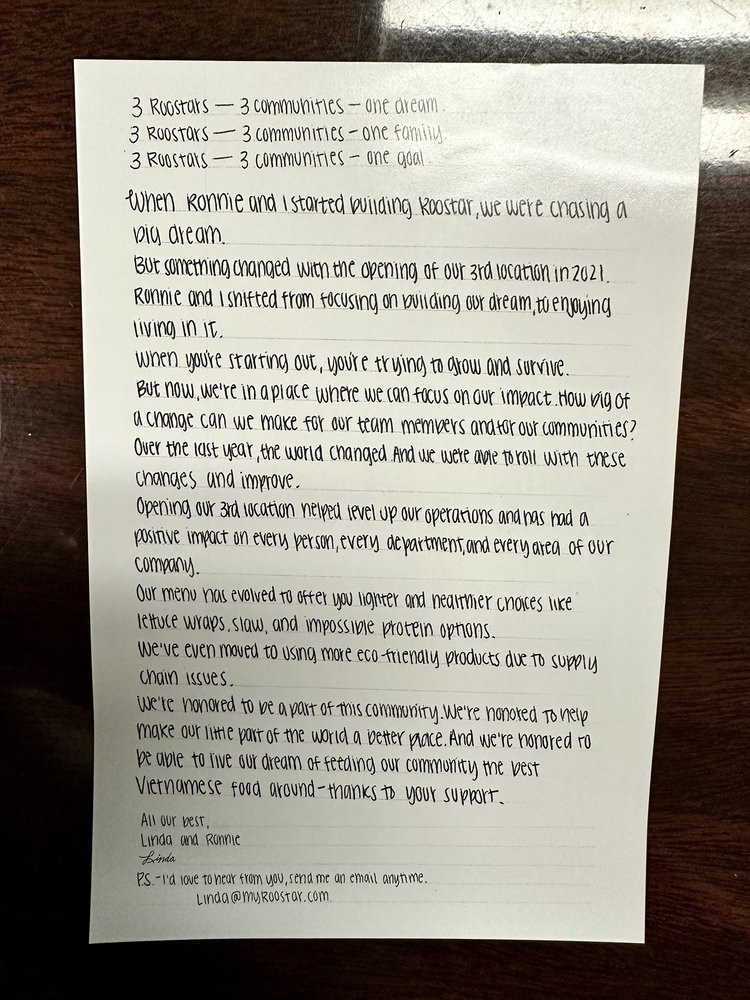 3 Roostars — 3 communities – one dream.
3 Roostars — 3 communities – one family
3 Roostars — 3 communities – one goal.
When Ronnie and I started building Roostar, we were chasing a
big dream.
But something changed with the opening of our 3rd location in 2021.
Ronnie and I shifted from focusing on building our dream, to enjoying
living in it.
When you're starting out, you're trying to grow and survive.
But now, we're in a place where we can focus on our impact. How big of
a change can we make for our team members and for our communities?
Over the last year, the world changed. And we were able to roll with these
changes and improve.
Opening our 3rd location helped level up our operations and has had a
positive impact on every person, every department, and every area of our
company.
Our menu has evolved to offer you lighter and healthier choices like
lettuce wraps, slaw, and impossible protein options.
We've even moved to using more eco-friendly products due to supply
chain issues.
We're honored to be a part of this community. We're honored to help
make our little part of the world a better place. And we're honored to
be able to live our dream of feeding our community the best
Vietnamese food around – thanks to your support.
All our best,
Linda and Ronnie
Linda
P.S. – I'd love to hear from you, send me an email anytime.
Linda@myRoostar.com